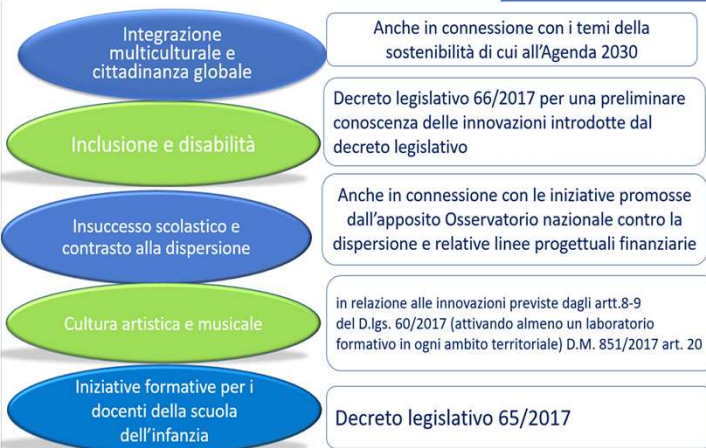 Integrazione
multiculturale e
cittadinanza globale
Anche in connessione con i temi della
sostenibilità di cui all'Agenda 2030
Inclusione e disabilità
Decreto legislativo 66/2017 per una preliminare
conoscenza delle innovazioni introdotte dal
decreto legislativo
Insuccesso scolastico e
contrasto alla dispersione
Anche in connessione con le iniziative promosse
dall'apposito Osservatorio nazionale contro la
dispersione e relative linee progettuali finanziarie
Cultura artistica e musicale
in relazione alle innovazioni previste dagli artt.8-9
del D.lgs. 60/2017 (attivando almeno un laboratorio
formativo in ogni ambito territoriale) D.M. 851/2017 art. 20
Iniziative formative per i
docenti della scuola
dell'infanzia
Decreto legislativo 65/2017